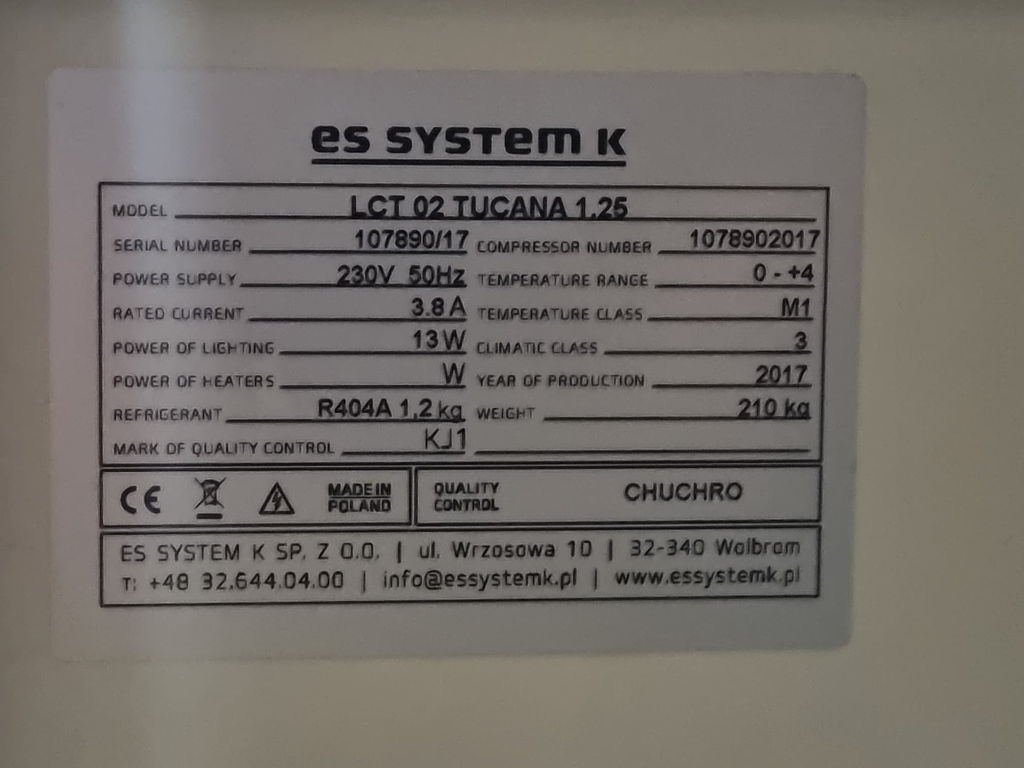 es system k
MODEL LCT 02 TUCANA 1.25
SERIAL NUMBER 107890/17 COMPRESSOR NUMBER 1078902017
POWER SUPPLY 230V 50Hz TEMPERATURE RANGE 0 - +4
RATED CURRENT 3.8 A TEMPERATURE CLASS M1
POWER OF LIGHTING 13 W CLIMATIC CLASS 3
POWER OF HEATERS W YEAR OF PRODUCTION 2017
REFRIGERANT R404A 1,2 kg WEIGHT 210 kg
MARK OF QUALITY CONTROL KJ1
CE MADE IN POLAND QUALITY CONTROL CHUCHRO
ES SYSTEM K SP. Z O.O. | ul. Wrzosowa 10 | 32-340 Wolbrom
T: +48 32.644.04.00 | info@essystemk.pl | www.essystemk.pl